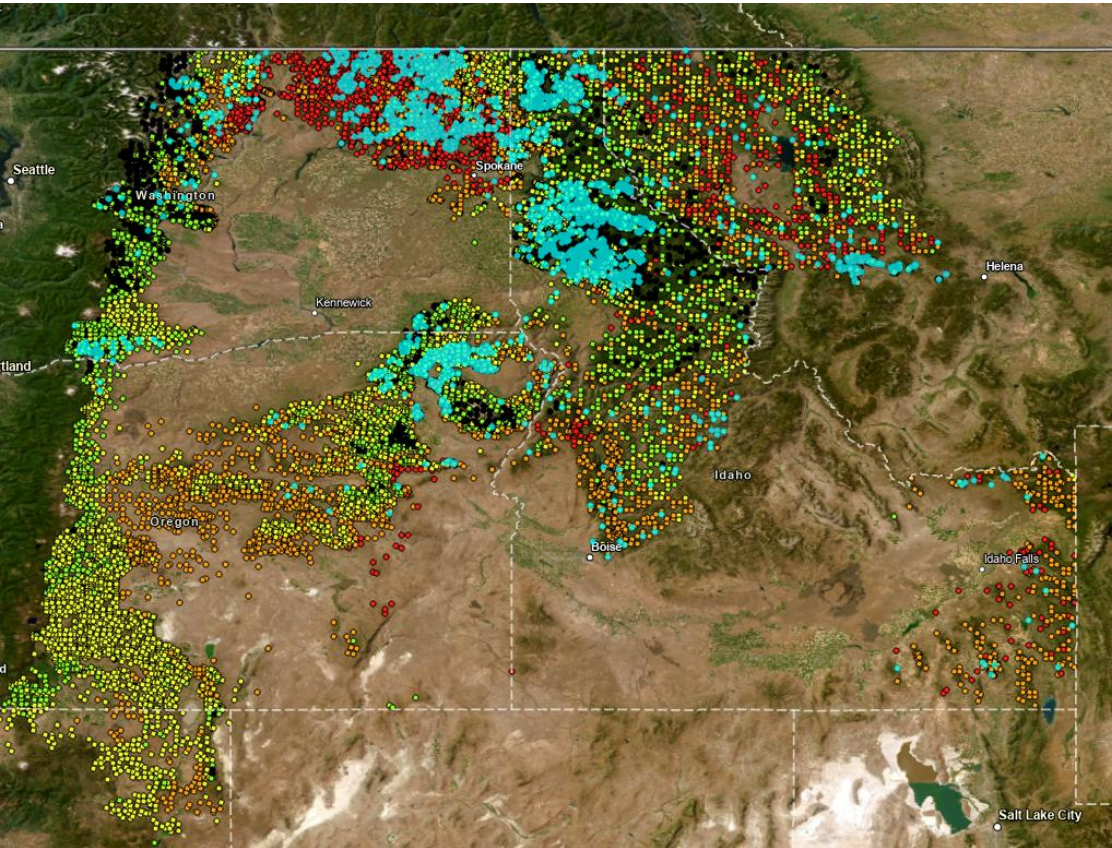 Seattle
Spokane
Washington
Helena
Kennewick
tland
Idaho
Oregon
Boise
Idaho Falls
d
Salt Lake City